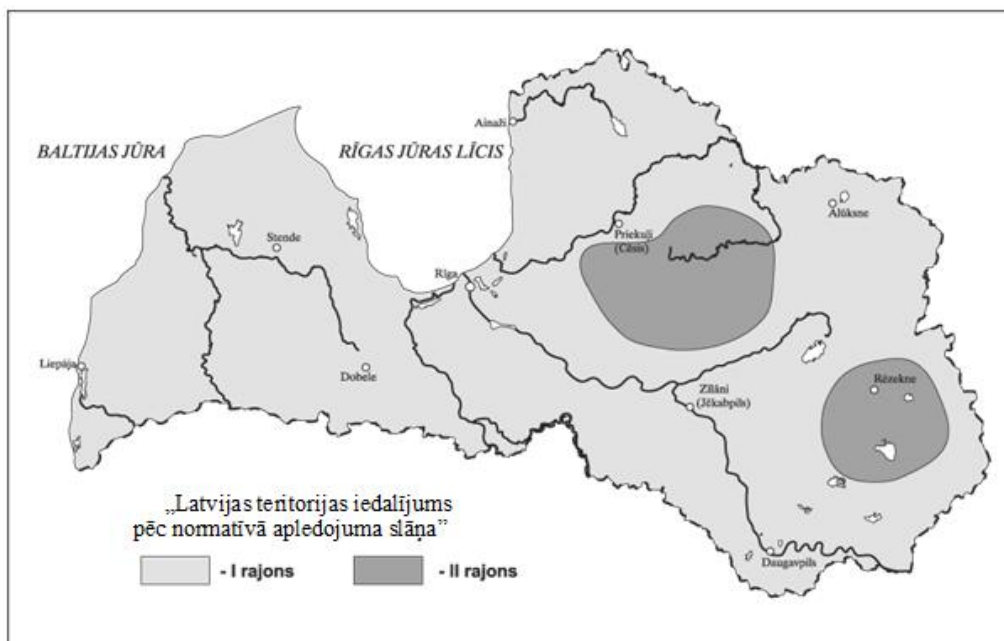 Ainaži
BALTIJAS JŪRA
RĪGAS JŪRAS LĪCIS
Alūksne
Priekuļi
(Cēsis)
Stende
Rīga
Liepāja
Dobele
Rēzekne
Zīlāni
(Jēkabpils)
„Latvijas teritorijas iedalījums
pēc normatīvā apledojuma slāņa”
- I rajons
- II rajons
Daugavpils